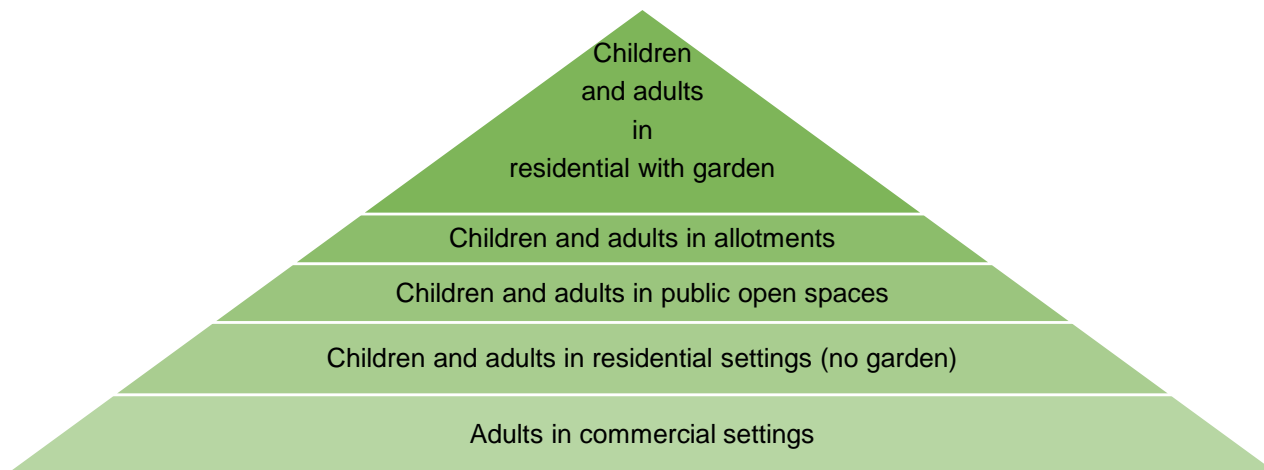 Children
and adults
in
residential with garden
Children and adults in allotments
Children and adults in public open spaces
Children and adults in residential settings (no garden)
Adults in commercial settings